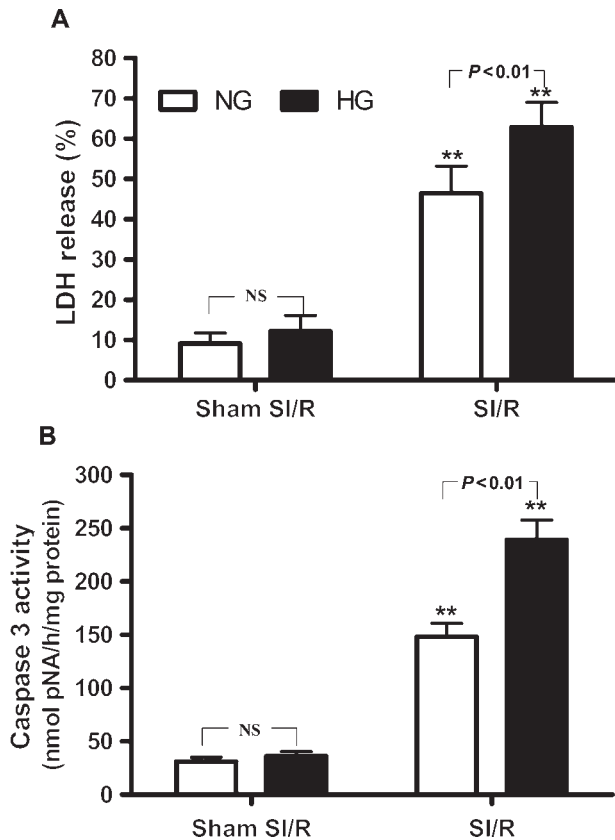 A
LDH release (%)
80
70
60
50
40
30
20
10
0
NG HG
NS
**
P<0.01
**
Sham SI/R SI/R
B
Caspase 3 activity
(nmol pNA/h/mg protein)
300
250
200
150
100
50
0
NS
**
P<0.01
**
Sham SI/R SI/R